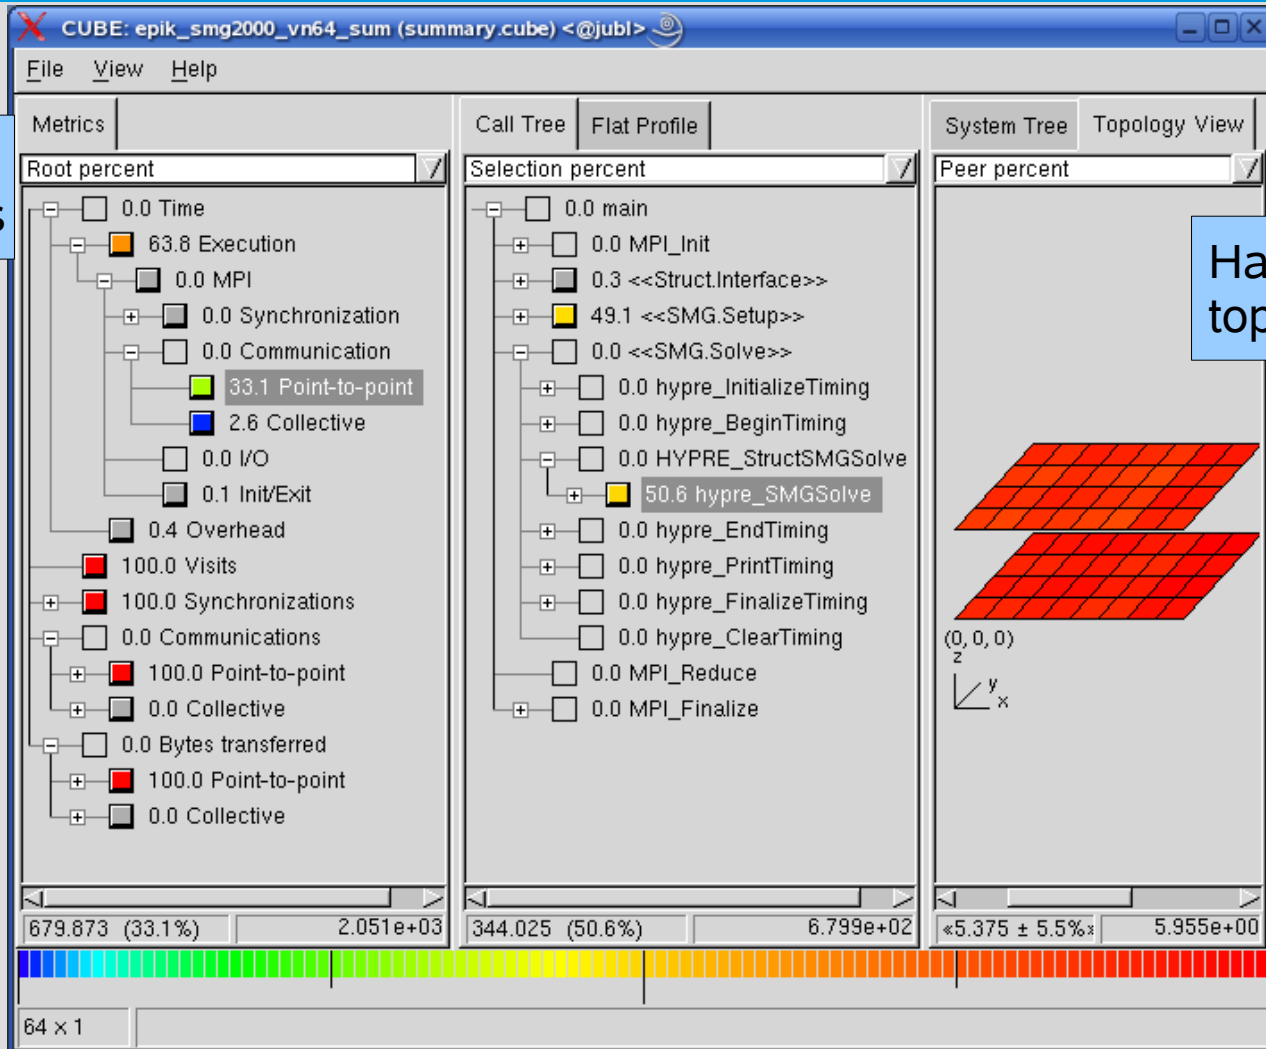 CUBE: epik_smg2000_vn64_sum (summary.cube) <@jubl>
File View Help
Metrics
Root percent
0.0 Time
63.8 Execution
0.0 MPI
0.0 Synchronization
0.0 Communication
33.1 Point-to-point
2.6 Collective
0.0 I/O
0.1 Init/Exit
0.4 Overhead
100.0 Visits
100.0 Synchronizations
0.0 Communications
100.0 Point-to-point
0.0 Collective
0.0 Bytes transferred
100.0 Point-to-point
0.0 Collective
679.873 (33.1%) 2.051e+03
Call Tree Flat Profile
Selection percent
0.0 main
0.0 MPI_Init
0.3 <<Struct.Interface>>
49.1 <<SMG.Setup>>
0.0 <<SMG.Solve>>
0.0 hypre_InitializeTiming
0.0 hypre_BeginTiming
0.0 HYPRE_StructSMGSolve
50.6 hypre_SMGSolve
0.0 hypre_EndTiming
0.0 hypre_PrintTiming
0.0 hypre_FinalizeTiming
0.0 hypre_ClearTiming
0.0 MPI_Reduce
0.0 MPI_Finalize
344.025 (50.6%) 6.799e+02
System Tree Topology View
Peer percent
Ha
top
(0, 0, 0)
z
y
x
«5.375 ± 5.5%» 5.955e+00
64 x 1
s